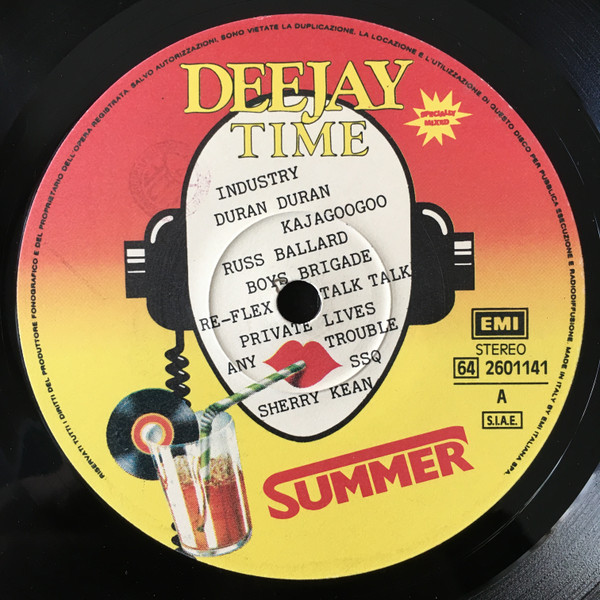 RISERVATI TUTTI I DIRITTI DEL PRODUTTORE FONOGRAFICO E DEL PROPRIETARIO DELL'OPERA REGISTRATA. SALVO AUTORIZZAZIONI, SONO VIETATE LA DUPLICAZIONE, LA LOCAZIONE E L'UTILIZZAZIONE DI QUESTO DISCO PER PUBBLICA ESECUZIONE E RADIODIFFUSIONE. MADE IN ITALY BY EMI ITALIANA SPA.
DEEJAY
TIME
SPECIALLY
MIXED
INDUSTRY
DURAN DURAN
KAJAGOOGOO
RUSS BALLARD
BOYS BRIGADE
RE-FLEX TALK TALK
PRIVATE LIVES
ANY TROUBLE
SSQ
SHERRY KEAN
EMI
STEREO
64 2601141
A
S.I.A.E.
SUMMER